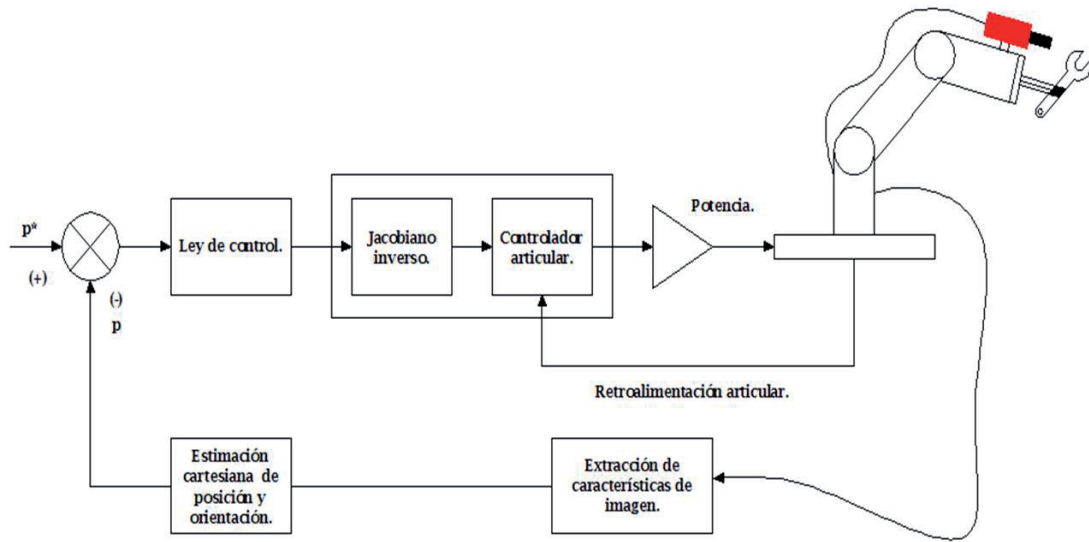 p*
(+)
(-)
p
Ley de control.
Jacobiano
inverso.
Controlador
articular.
Potencia.
Retroalimentación articular.
Estimación
cartesiana de
posición y
orientación.
Extracción de
características de
imagen.